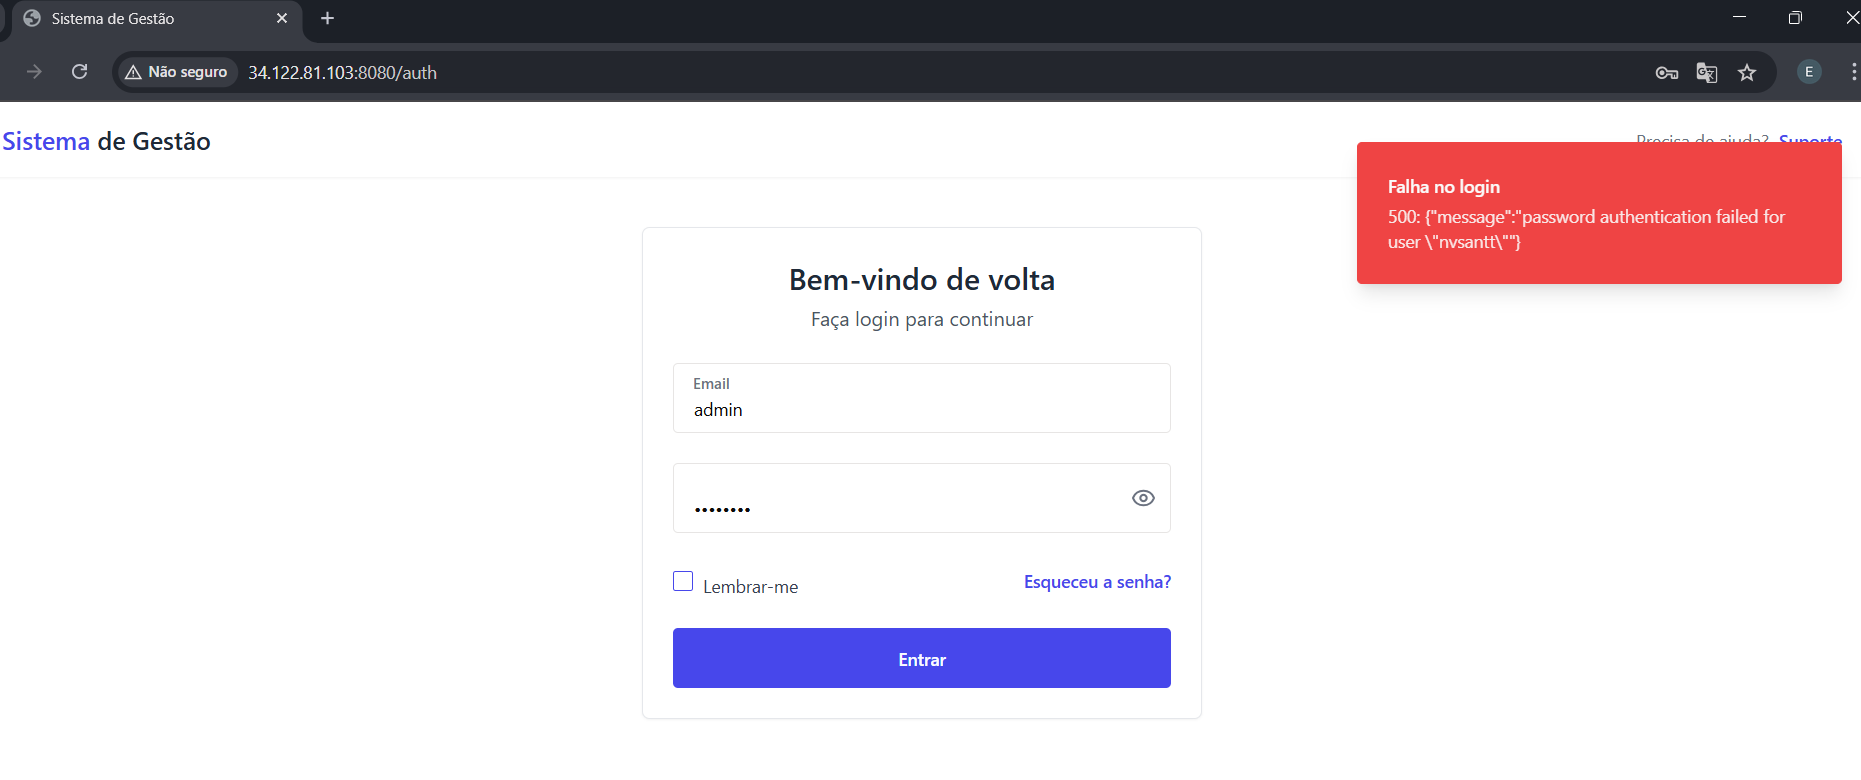 Sistema de Gestão
Não seguro
34.122.81.103:8080/auth
E
Sistema de Gestão
Precisa de ajuda? Suporte
Falha no login
500: {"message":"password authentication failed for
user \"nvsantt\""}
Bem-vindo de volta
Faça login para continuar
Email
admin
••••••••
Lembrar-me
Esqueceu a senha?
Entrar